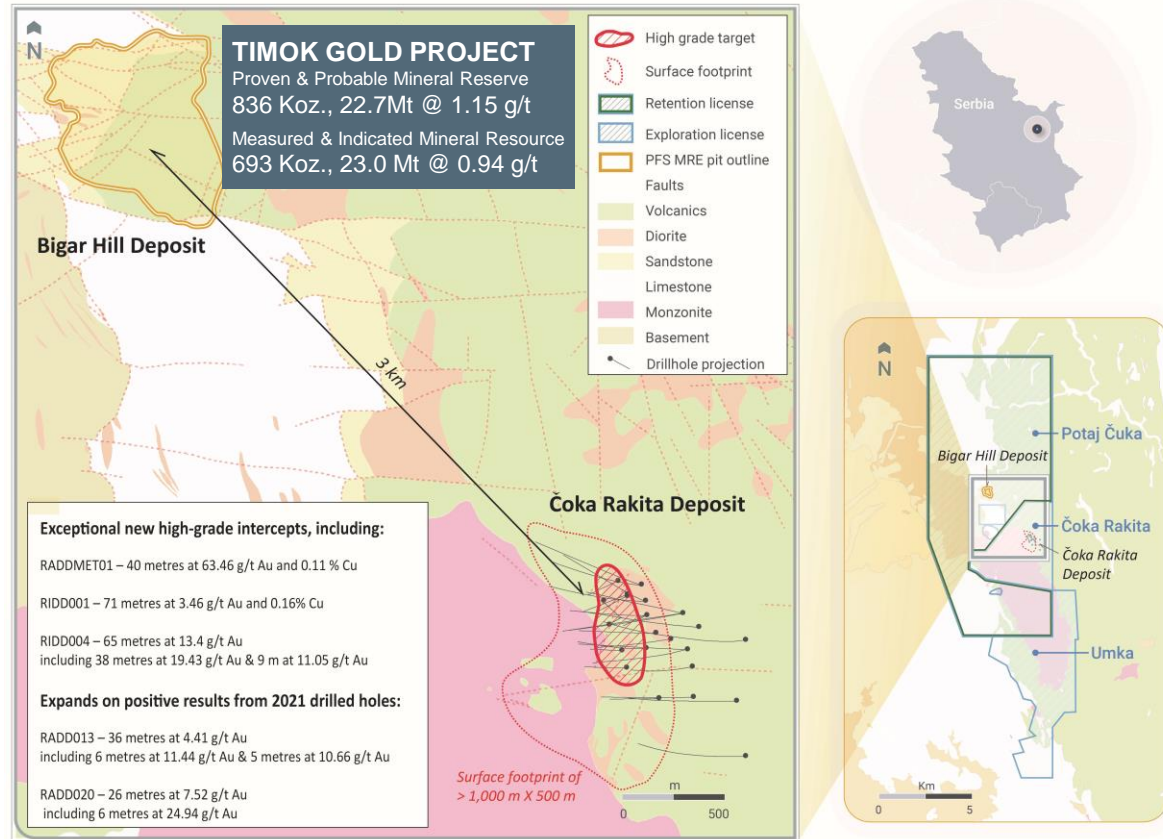 N
TIMOK GOLD PROJECT
Proven & Probable Mineral Reserve
836 Koz., 22.7Mt @ 1.15 g/t
Measured & Indicated Mineral Resource
693 Koz., 23.0 Mt @ 0.94 g/t
Bigar Hill Deposit
3 km
Čoka Rakita Deposit
High grade target
Surface footprint
Retention license
Exploration license
PFS MRE pit outline
Faults
Volcanics
Diorite
Sandstone
Limestone
Monzonite
Basement
Drillhole projection
Exceptional new high-grade intercepts, including:
RADDMET01 – 40 metres at 63.46 g/t Au and 0.11 % Cu
RIDD001 – 71 metres at 3.46 g/t Au and 0.16% Cu
RIDD004 – 65 metres at 13.4 g/t Au
including 38 metres at 19.43 g/t Au & 9 m at 11.05 g/t Au
Expands on positive results from 2021 drilled holes:
RADD013 – 36 metres at 4.41 g/t Au
including 6 metres at 11.44 g/t Au & 5 metres at 10.66 g/t Au
RADD020 – 26 metres at 7.52 g/t Au
including 6 metres at 24.94 g/t Au
Surface footprint of
> 1,000 m X 500 m
m
0 500
Serbia
N
Potaj Čuka
Bigar Hill Deposit
Čoka Rakita
Čoka Rakita
Deposit
Umka
Km
0 5